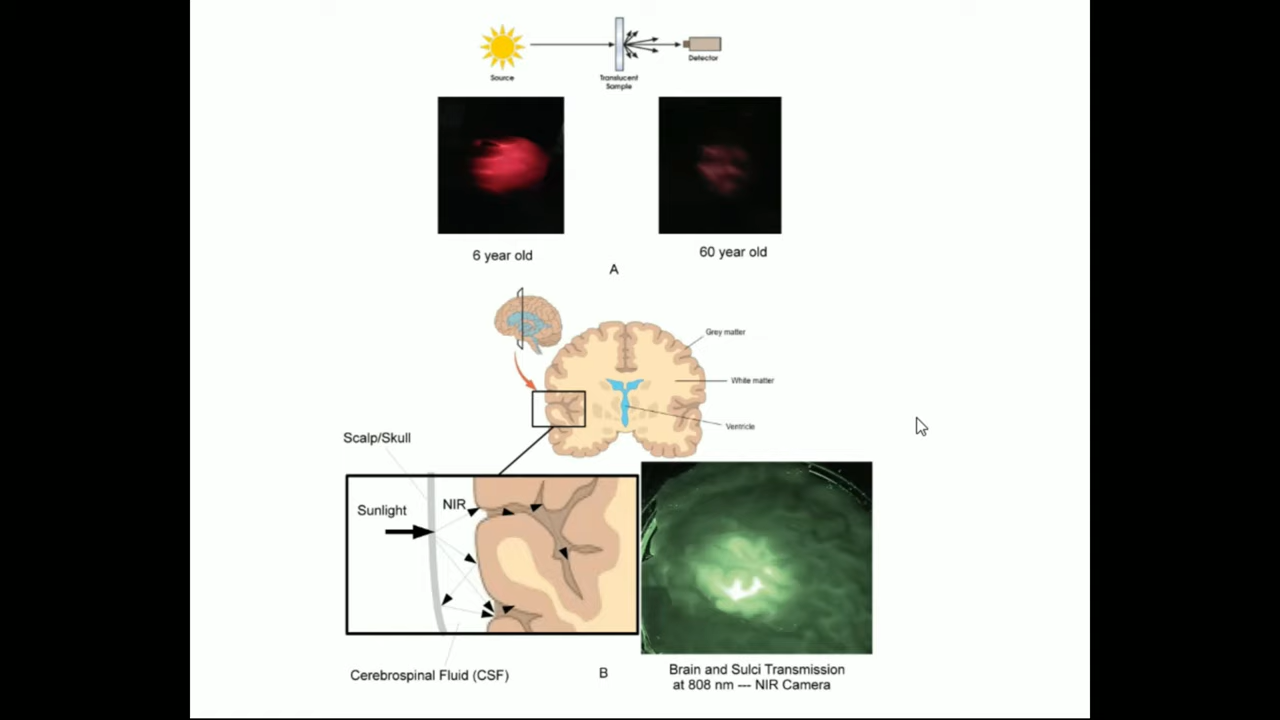 Source
Translucent
Sample
Detector
6 year old
60 year old
A
Grey matter
White matter
Ventricle
Scalp/Skull
Sunlight
NIR
Cerebrospinal Fluid (CSF)
B
Brain and Sulci Transmission
at 808 nm --- NIR Camera